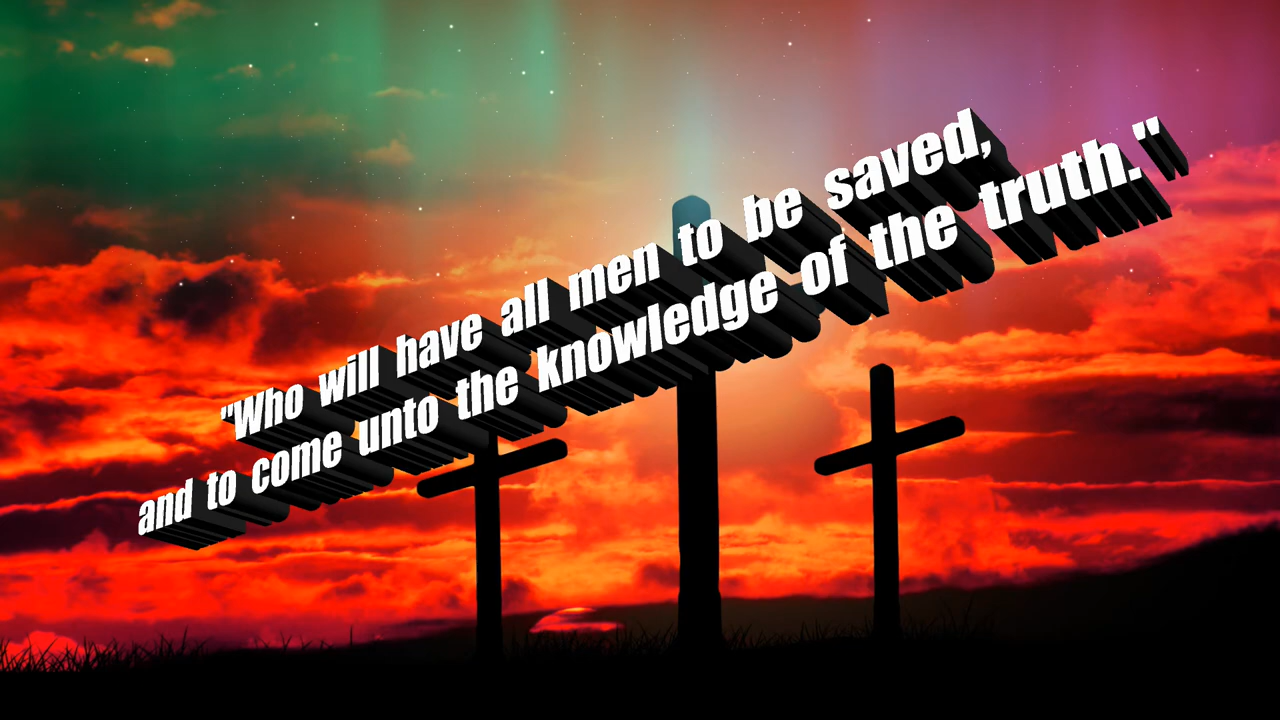 "Who will have all men to be saved,
and to come unto the knowledge of the truth."